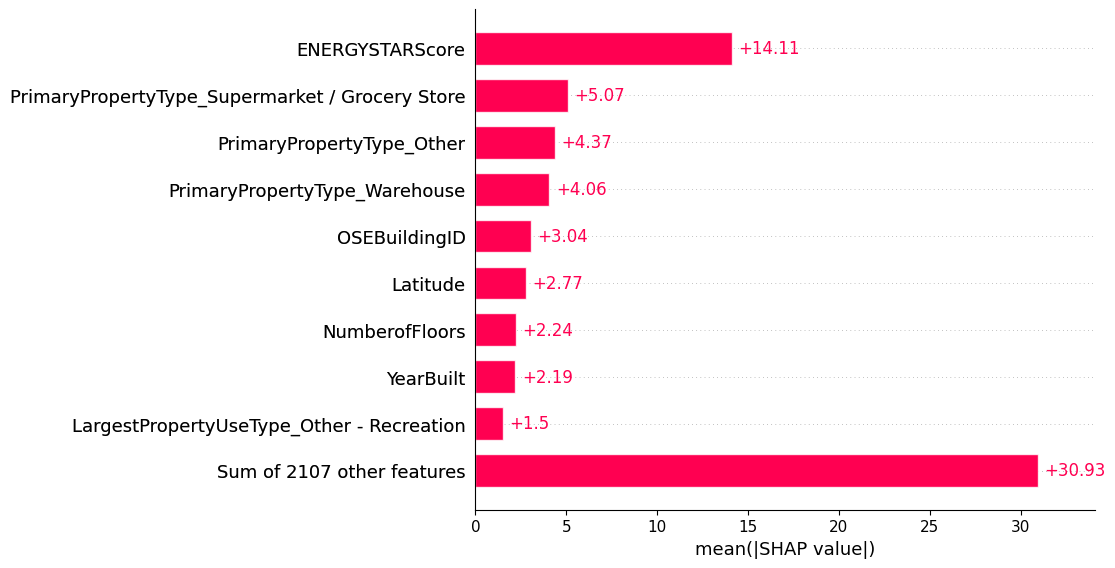 ENERGYSTARScore +14.11
PrimaryPropertyType_Supermarket / Grocery Store +5.07
PrimaryPropertyType_Other +4.37
PrimaryPropertyType_Warehouse +4.06
OSEBuildingID +3.04
Latitude +2.77
NumberofFloors +2.24
YearBuilt +2.19
LargestPropertyUseType_Other - Recreation +1.5
Sum of 2107 other features +30.93
0 5 10 15 20 25 30
mean(|SHAP value|)